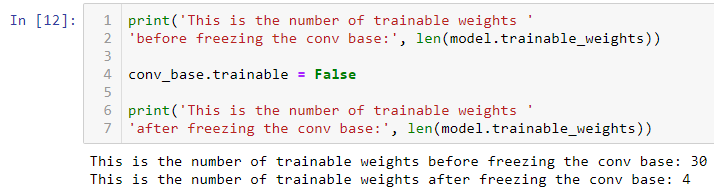 In [12]:
1 print('This is the number of trainable weights '
2 'before freezing the conv base:', len(model.trainable_weights))
3
4 conv_base.trainable = False
5
6 print('This is the number of trainable weights '
7 'after freezing the conv base:', len(model.trainable_weights))
This is the number of trainable weights before freezing the conv base: 30
This is the number of trainable weights after freezing the conv base: 4